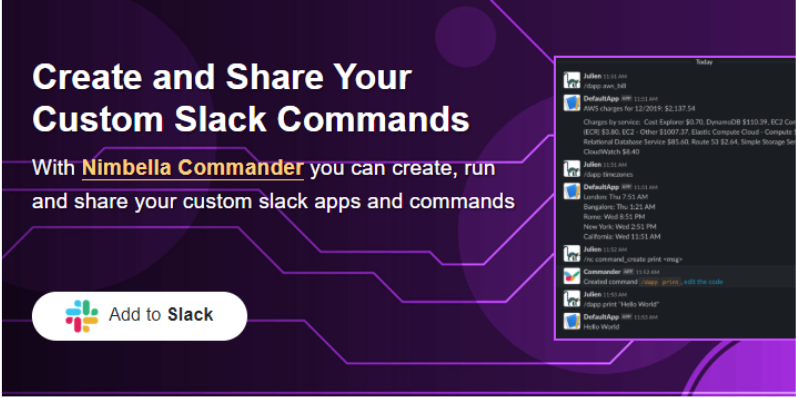 Create and Share Your
Custom Slack Commands
With Nimbella Commander you can create, run
and share your custom slack apps and commands
Add to Slack
Today
Julien 11:51 AM
/dapp aws_bill
DefaultApp APP 11:51 AM
AWS charges for 12/2019: $2,137.54
Charges by service: Cost Explorer $0.70, DynamoDB $110.39, EC2 Con
(ECR) $3.80, EC2 - Other $1007.37, Elastic Compute Cloud - Compute $
Relational Database Service $85.60, Route 53 $2.64, Simple Storage Ser
CloudWatch $8.40
Julien 11:51 AM
/dapp timezones
DefaultApp APP 11:51 AM
London: Thu 7:51 AM
Bangalore: Thu 1:21 AM
Rome: Wed 8:51 PM
New York: Wed 2:51 PM
California: Wed 11:51 AM
Julien 11:52 AM
/nc command_create print <msg>
Commander APP 11:52 AM
Created command /dapp print, edit the code
Julien 11:53 AM
/dapp print "Hello World"
DefaultApp APP 11:53 AM
Hello World